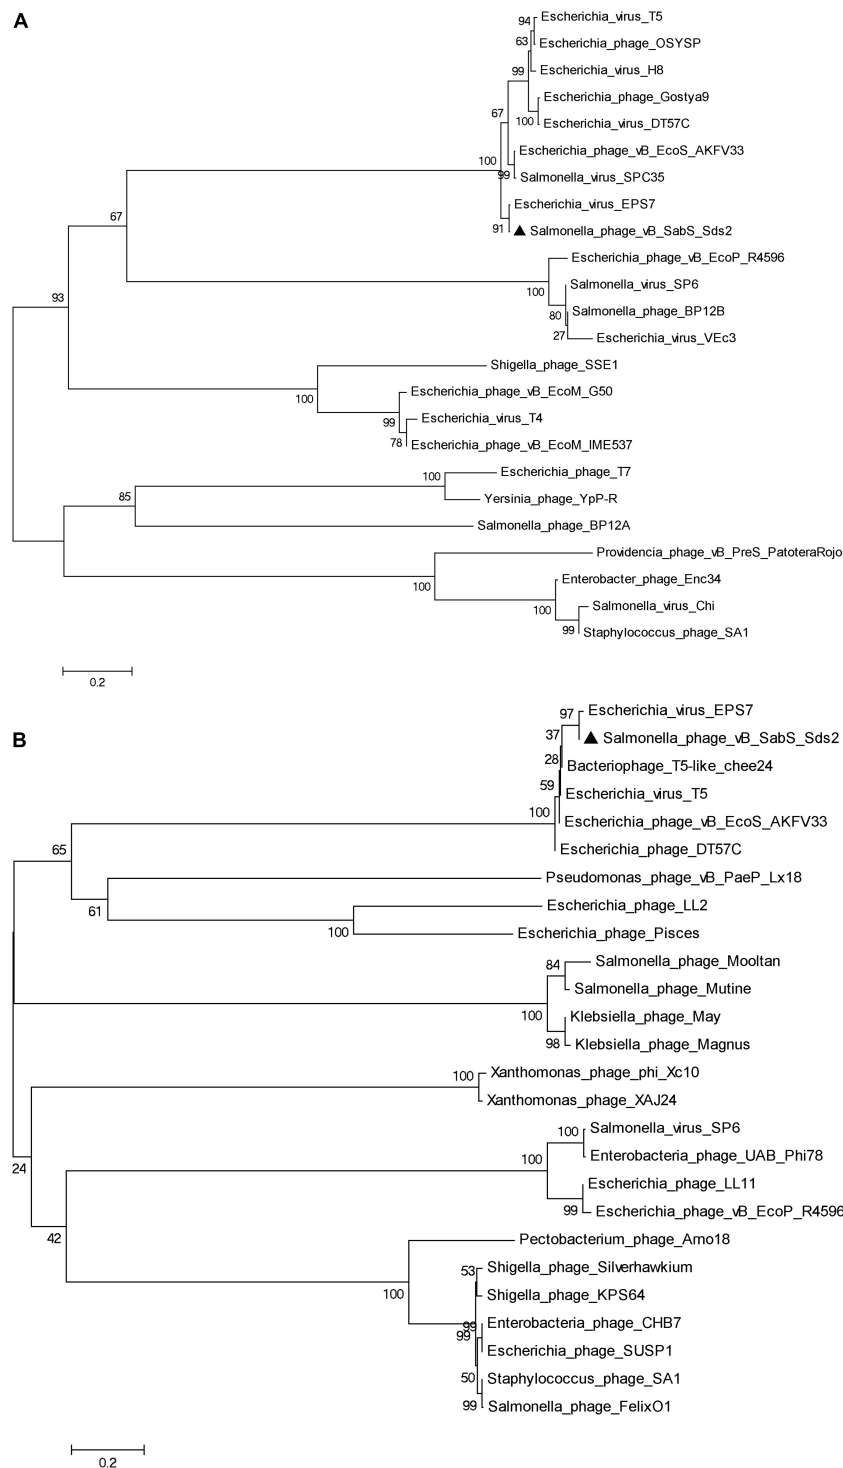 A
94
Escherichia_virus_T5
63
Escherichia_phage_OSYSP
99
Escherichia_virus_H8
Escherichia_phage_Gostya9
67
100
Escherichia_virus_DT57C
Escherichia_phage_vB_EcoS_AKFV33
100
99
Salmonella_virus_SPC35
Escherichia_virus_EPS7
67
91
Salmonella_phage_vB_SabS_Sds2
Escherichia_phage_vB_EcoP_R4596
100
Salmonella_virus_SP6
93
80
Salmonella_phage_BP12B
27
Escherichia_virus_VEc3
Shigella_phage_SSE1
100
Escherichia_phage_vB_EcoM_G50
99
Escherichia_virus_T4
78
Escherichia_phage_vB_EcoM_IME537
100
Escherichia_phage_T7
85
Yersinia_phage_YpP-R
Salmonella_phage_BP12A
Providencia_phage_vB_PreS_PatoteraRojo
100
Enterobacter_phage_Enc34
100
Salmonella_virus_Chi
99
Staphylococcus_phage_SA1
0.2
B
97
Escherichia_virus_EPS7
37
Salmonella_phage_vB_SabS_Sds2
28
Bacteriophage_T5-like_chee24
59
Escherichia_virus_T5
100
Escherichia_phage_vB_EcoS_AKFV33
65
Escherichia_phage_DT57C
Pseudomonas_phage_vB_PaeP_Lx18
61
Escherichia_phage_LL2
100
Escherichia_phage_Pisces
84
Salmonella_phage_Mooltan
Salmonella_phage_Mutine
100
Klebsiella_phage_May
98
Klebsiella_phage_Magnus
100
Xanthomonas_phage_phi_Xc10
Xanthomonas_phage_XAJ24
100
Salmonella_virus_SP6
100
Enterobacteria_phage_UAB_Phi78
24
Escherichia_phage_LL11
99
Escherichia_phage_vB_EcoP_R4596
42
Pectobacterium_phage_Arno18
53
Shigella_phage_Silverhawkium
100
Shigella_phage_KPS64
99
Enterobacteria_phage_CHB7
99
Escherichia_phage_SUSP1
50
Staphylococcus_phage_SA1
99
Salmonella_phage_FelixO1
0.2